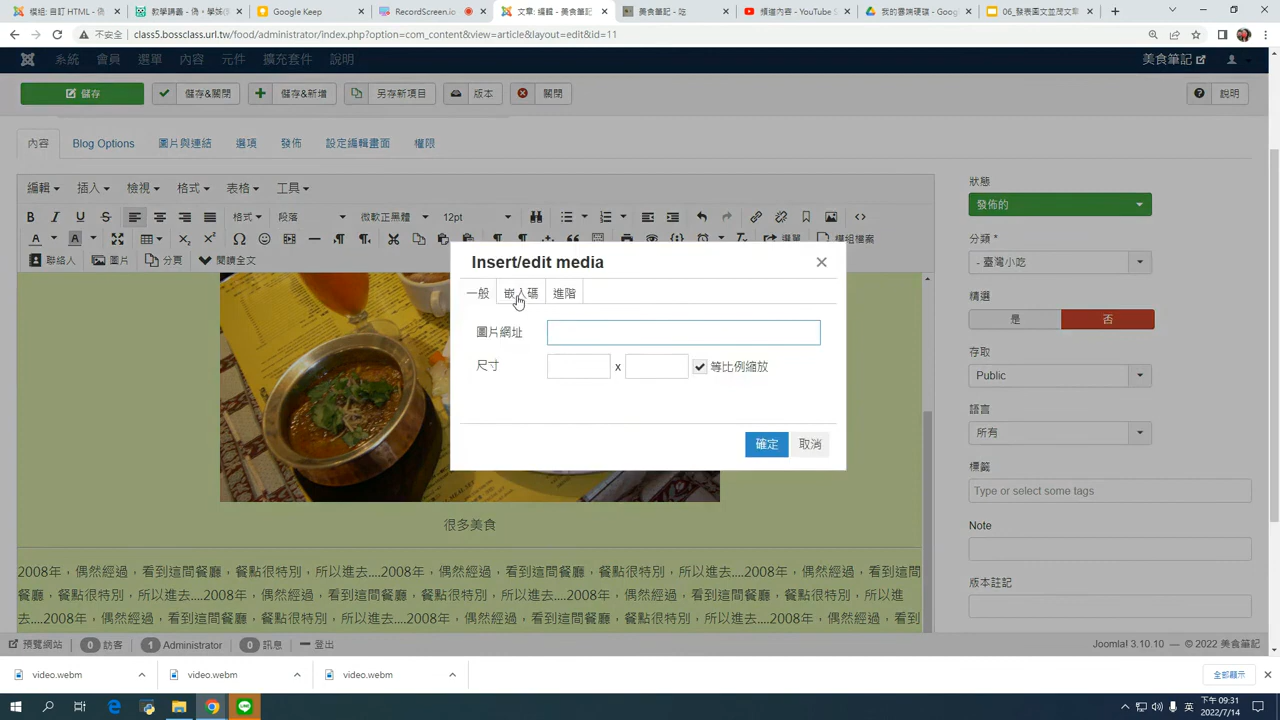 模組: 自訂 HTML - 偶
教學講義 - 偶，學姊(
Google Keep
RecordScreen.io
文章: 編輯 - 美食筆記
美食筆記 - 吃
頻道內容 - YouTube S
我的雲端硬碟 - Goog
06_發表圖文並茂文章
不安全
class5.bossclass.url.tw/food/administrator/index.php?option=com_content&view=article&layout=edit&id=11
系統 會員 選單 內容 元件 擴充套件 說明
美食筆記
儲存 儲存&關閉 儲存&新增 另存新項目 版本 關閉 說明
內容 Blog Options 圖片與連結 選項 發佈 設定編輯畫面 權限
編輯 插入 檢視 格式 表格 工具
格式 段落 微軟正黑體 12pt
選單 模組檔案
聯絡人 圖片 分頁 閱讀全文
Insert/edit media
一般 嵌入碼 進階
圖片網址
尺寸 x 等比例缩放
確定 取消
很多美食
2008年，偶然經過，看到這間餐廳，餐點很特別，所以進去....2008年，偶然經過，看到這間餐廳，餐點很特別，所以進去....2008年，偶然經過，看到這間
餐廳，餐點很特別，所以進去....2008年，偶然經過，看到這間餐廳，餐點很特別，所以進去....2008年，偶然經過，看到這間餐廳，餐點很特別，所以進
去....2008年，偶然經過，看到這間餐廳，餐點很特別，所以進去....2008年，偶然經過，看到這間餐廳，餐點很特別，所以進去....2008年，偶然經過，看
狀態
發佈的
分類 *
- 臺灣小吃
精選
是 否
存取
Public
語言
所有
標籤
Type or select some tags
Note
版本註記
預覽網站 0 訪客 1 Administrator 0 訊息 登出
Joomla! 3.10.10 — © 2022 美食筆記
video.webm video.webm video.webm 全部顯示
英 下午 09:31
2022/7/14